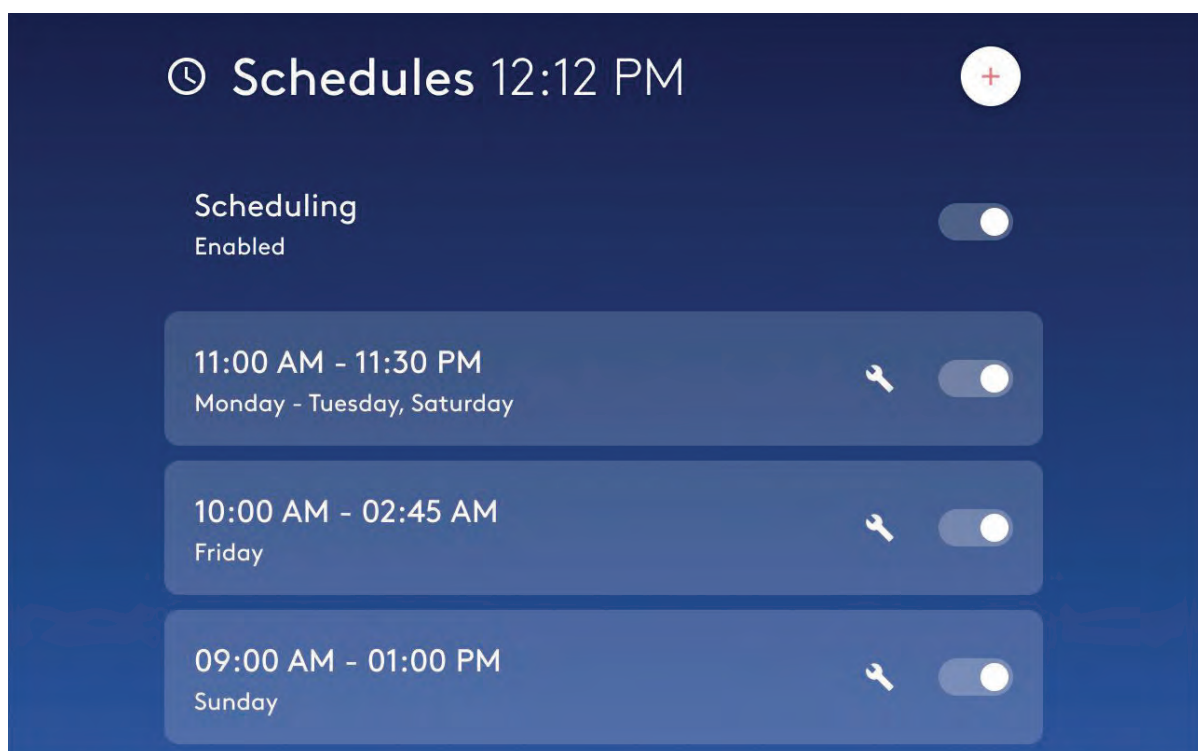 Schedules 12:12 PM
Scheduling
Enabled
11:00 AM - 11:30 PM
Monday - Tuesday, Saturday
10:00 AM - 02:45 AM
Friday
09:00 AM - 01:00 PM
Sunday